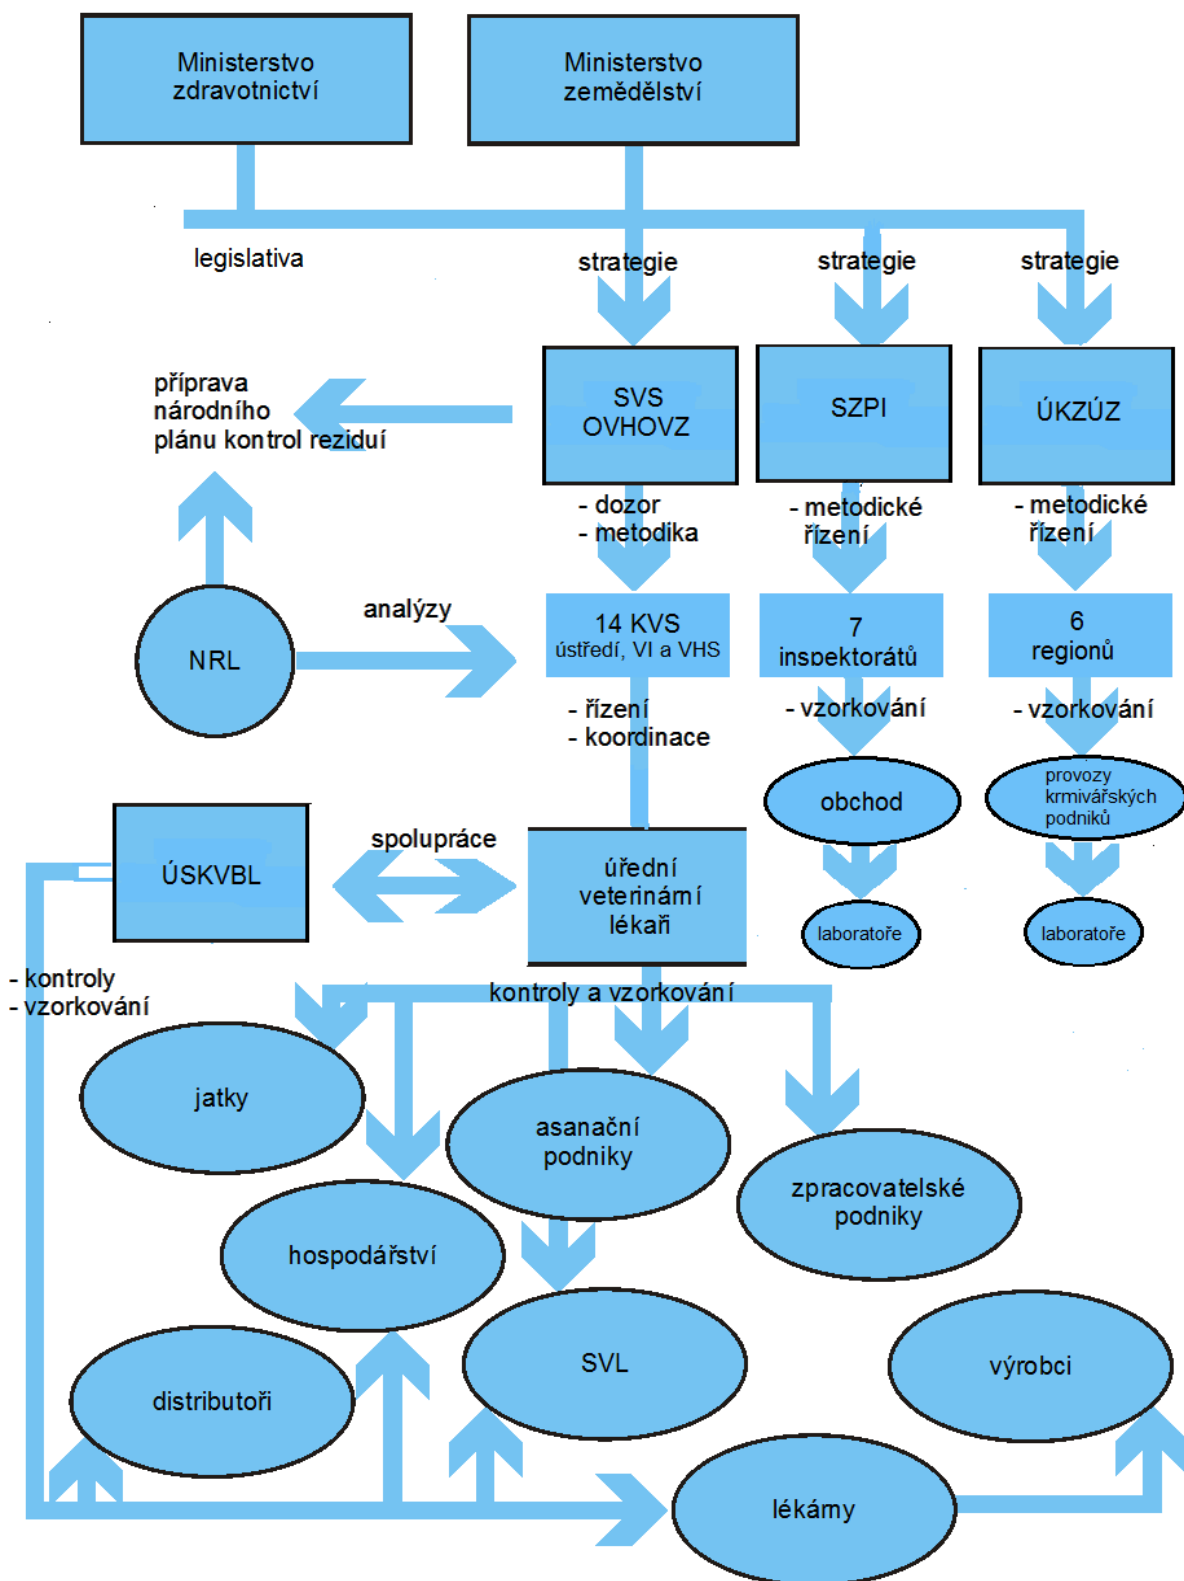 Ministerstvo
zdravotnictví
Ministerstvo
zemědělství
legislativa
strategie
strategie
strategie
příprava
národního
plánu kontrol reziduí
SVS
OVHOVZ
SZPI
ÚKZÚZ
- dozor
- metodika
- metodické
řízení
- metodické
řízení
NRL
analýzy
14 KVS
ústředí, VI a VHS
7
inspektorátů
6
regionů
- řízení
- koordinace
- vzorkování
- vzorkování
obchod
provozy
krmivářských
podniků
ÚSKVBL
spolupráce
úřední
veterinární
lékaři
laboratoře
laboratoře
- kontroly
- vzorkování
kontroly a vzorkování
jatky
asanační
podniky
zpracovatelské
podniky
hospodářství
SVL
výrobci
distributoři
lékárny